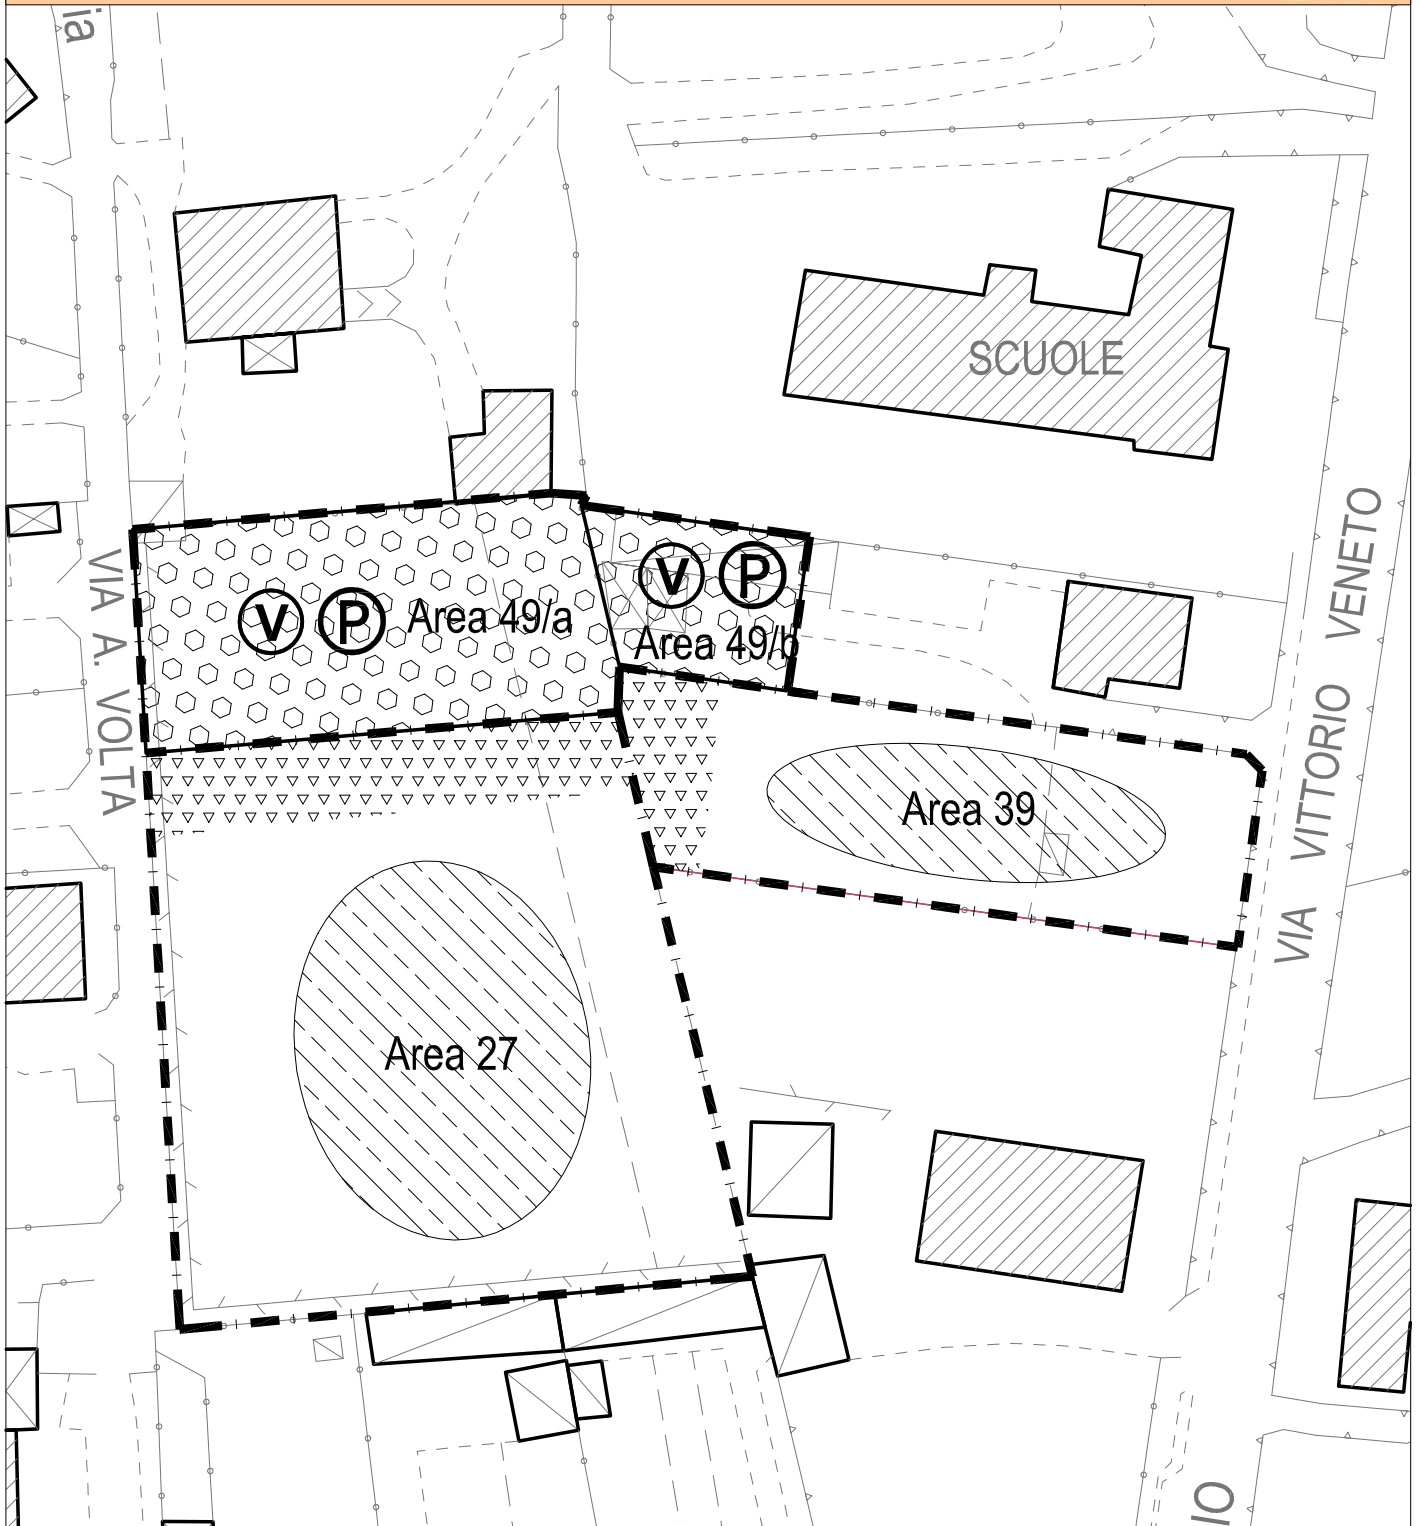 ia
SCUOLE
VIA VITTORIO VENETO
V P
Area 49/a
V P
Area 49/b
VIA A. VOLTA
Area 39
Area 27
IO